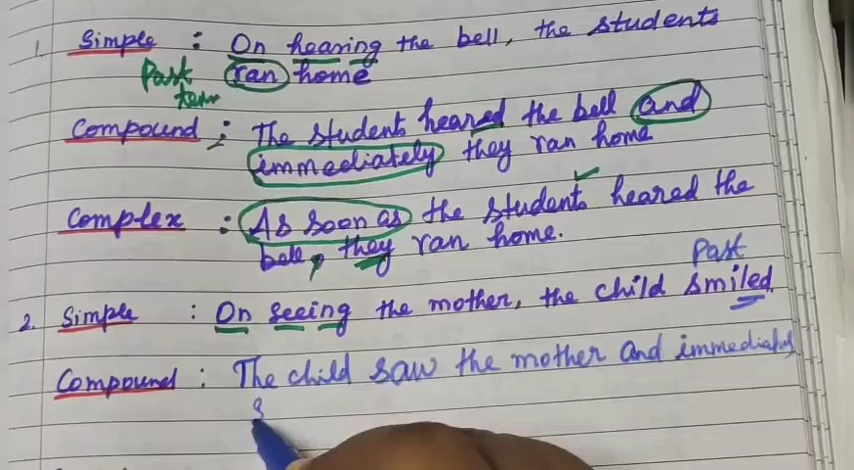 1. Simple : On hearing the bell, the students
Past ran home
tense
Compound : The students heared the bell and
immediately they ran home
Complex : As soon as the student heared the
bell, they ran home.
Past
2. Simple : On seeing the mother, the child smiled.
Compound : The child saw the mother and immediately
s